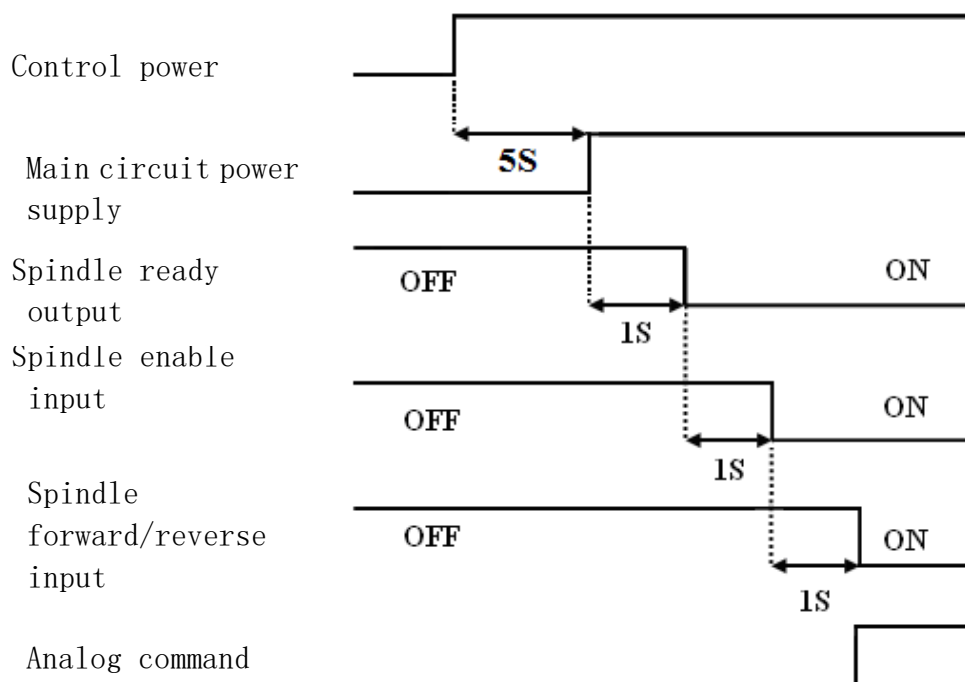 Control power
5S
Main circuit power
supply
Spindle ready
output
OFF
ON
1S
Spindle enable
input
OFF
ON
1S
Spindle
forward/reverse
input
OFF
ON
1S
Analog command